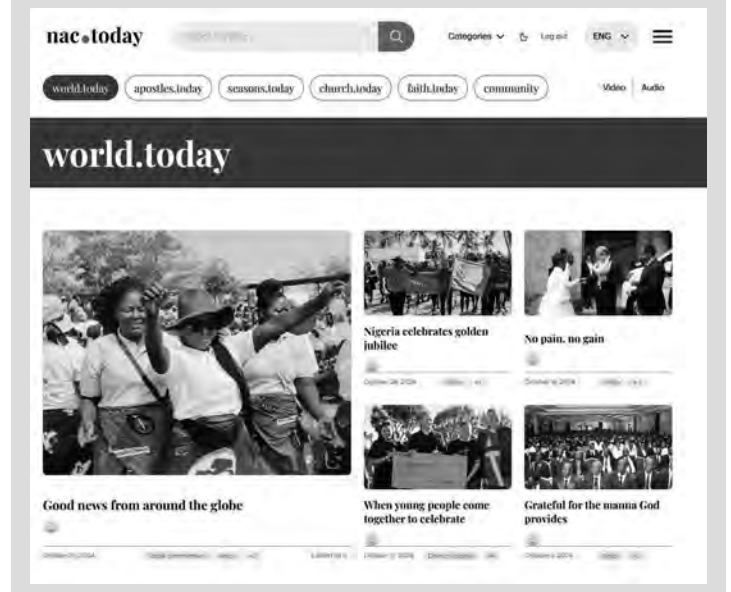 nac.today
Categories
Log out
ENG
world.today
apostles.today
seasons.today
church.today
faith.today
community
Video
Audio
world.today
Good news from around the globe
Nigeria celebrates golden
jubilee
No pain, no gain
When young people come
together to celebrate
Grateful for the manna God
provides